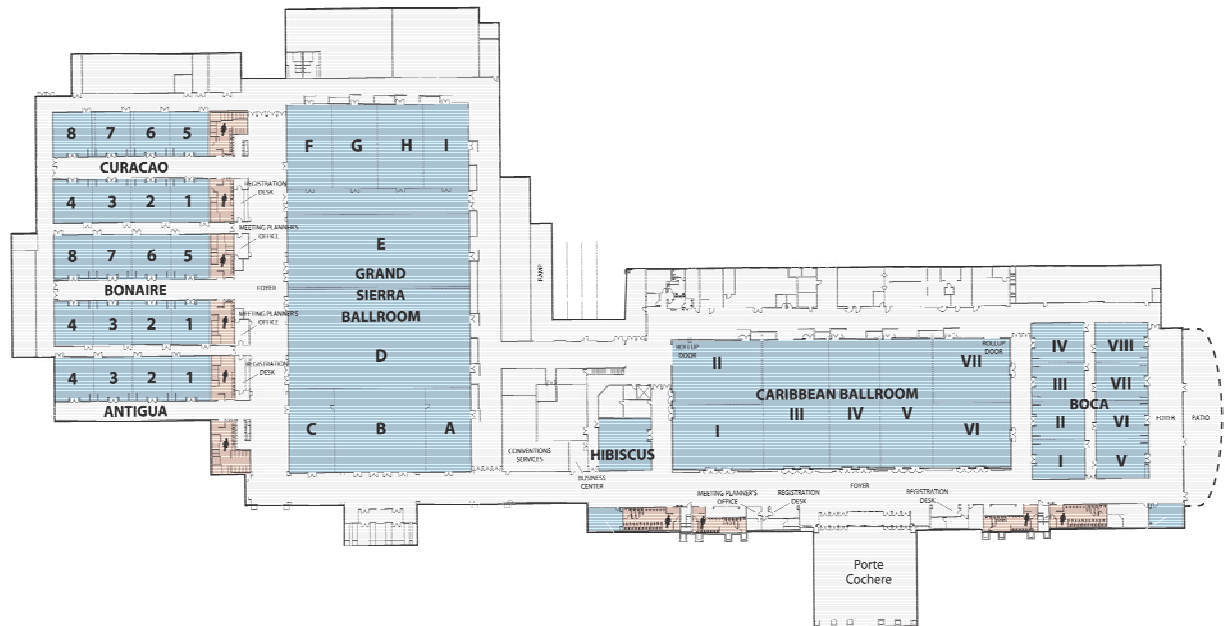 F G H I
8 7 6 5
CURACAO
4 3 2 1
REGISTRATION
DESK
MEETING PLANNER'S
OFFICE
8 7 6 5
BONAIRE
FOYER
4 3 2 1
MEETING PLANNER'S
OFFICE
4 3 2 1
REGISTRATION
DESK
ANTIGUA
E
GRAND
SIERRA
BALLROOM
D
C B A
RAMP
CONVENTIONS
SERVICES
HIBISCUS
BUSINESS
CENTER
ROLLUP
DOOR
ROLLUP
DOOR
II VII
CARIBBEAN BALLROOM
III IV V
I VI
IV VIII
III VII
BOCA
II VI
I V
FOYER
PATIO
MEETING PLANNER'S
OFFICE
REGISTRATION
DESK
FOYER
REGISTRATION
DESK
Porte
Cochere